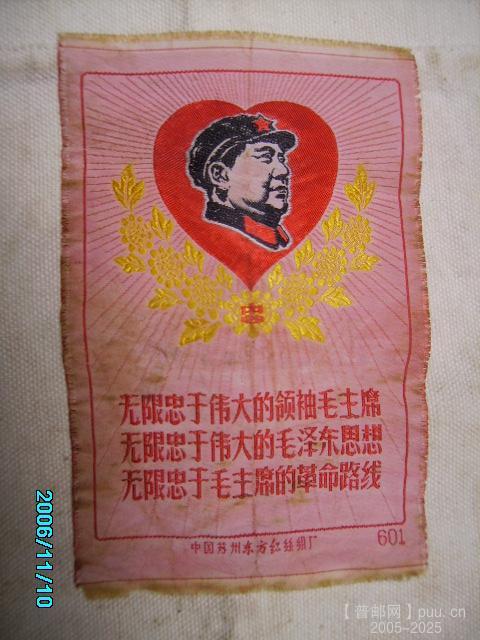 忠
无限忠于伟大的领袖毛主席
无限忠于伟大的毛泽东思想
无限忠于毛主席的革命路线
601
中国苏州东方红丝织厂
2006/11/10
【普邮网】puu.cn
2005-2025